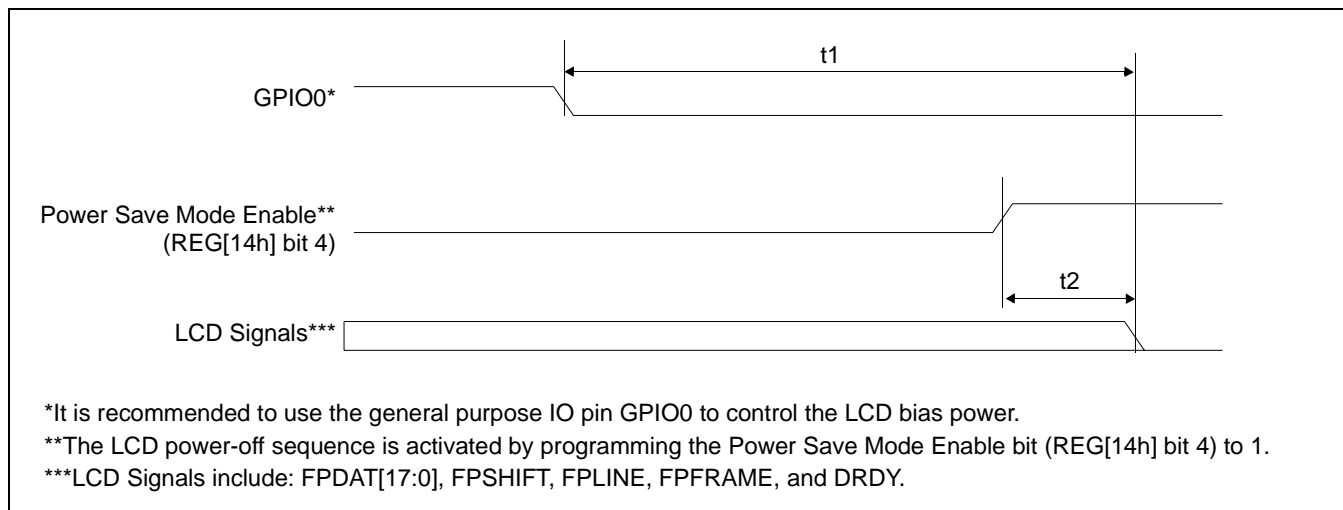 t1
GPIO0*
Power Save Mode Enable**
(REG[14h] bit 4)
t2
LCD Signals***
*It is recommended to use the general purpose IO pin GPIO0 to control the LCD bias power.
**The LCD power-off sequence is activated by programming the Power Save Mode Enable bit (REG[14h] bit 4) to 1.
***LCD Signals include: FPDAT[17:0], FPSHIFT, FPLINE, FPFRAME, and DRDY.